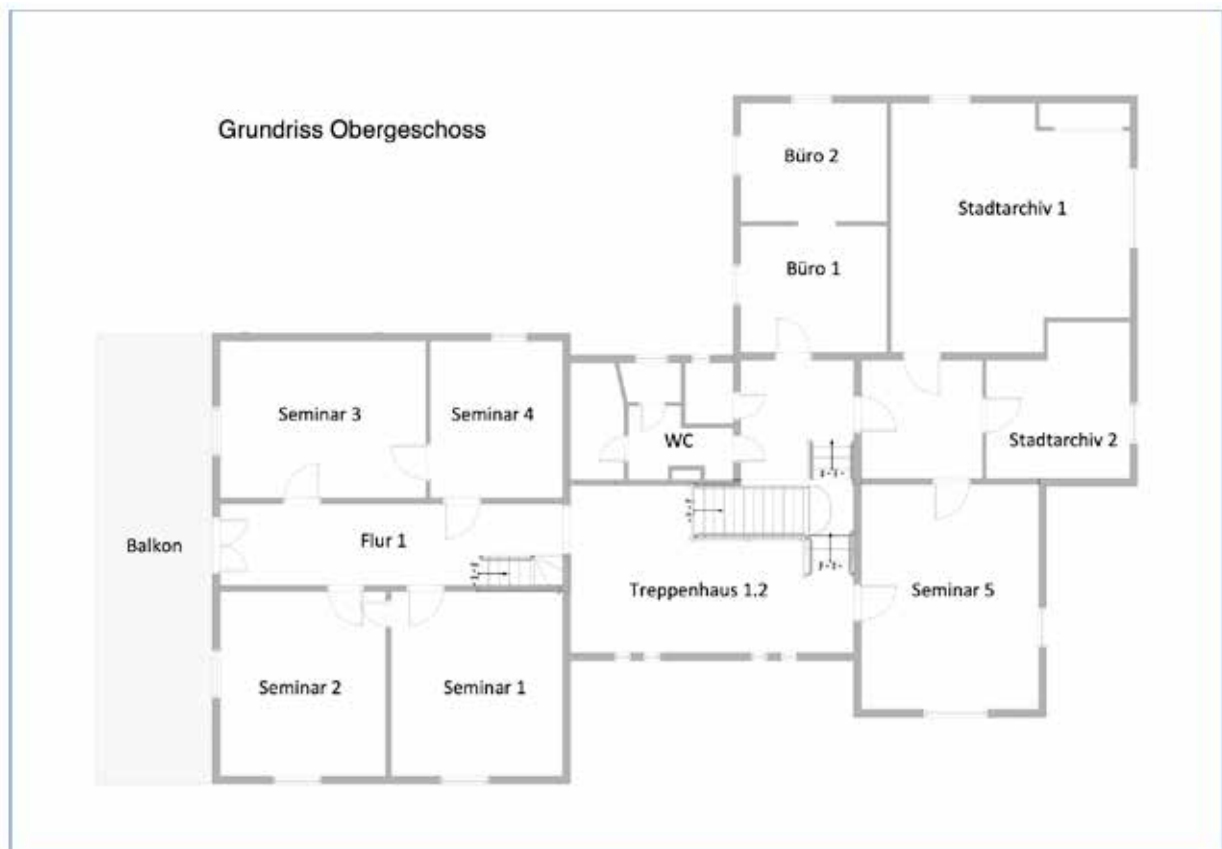 Grundriss Obergeschoss
Büro 2
Stadtarchiv 1
Büro 1
Seminar 3
Seminar 4
WC
Stadtarchiv 2
Balkon
Flur 1
Treppenhaus 1.2
Seminar 5
Seminar 2
Seminar 1